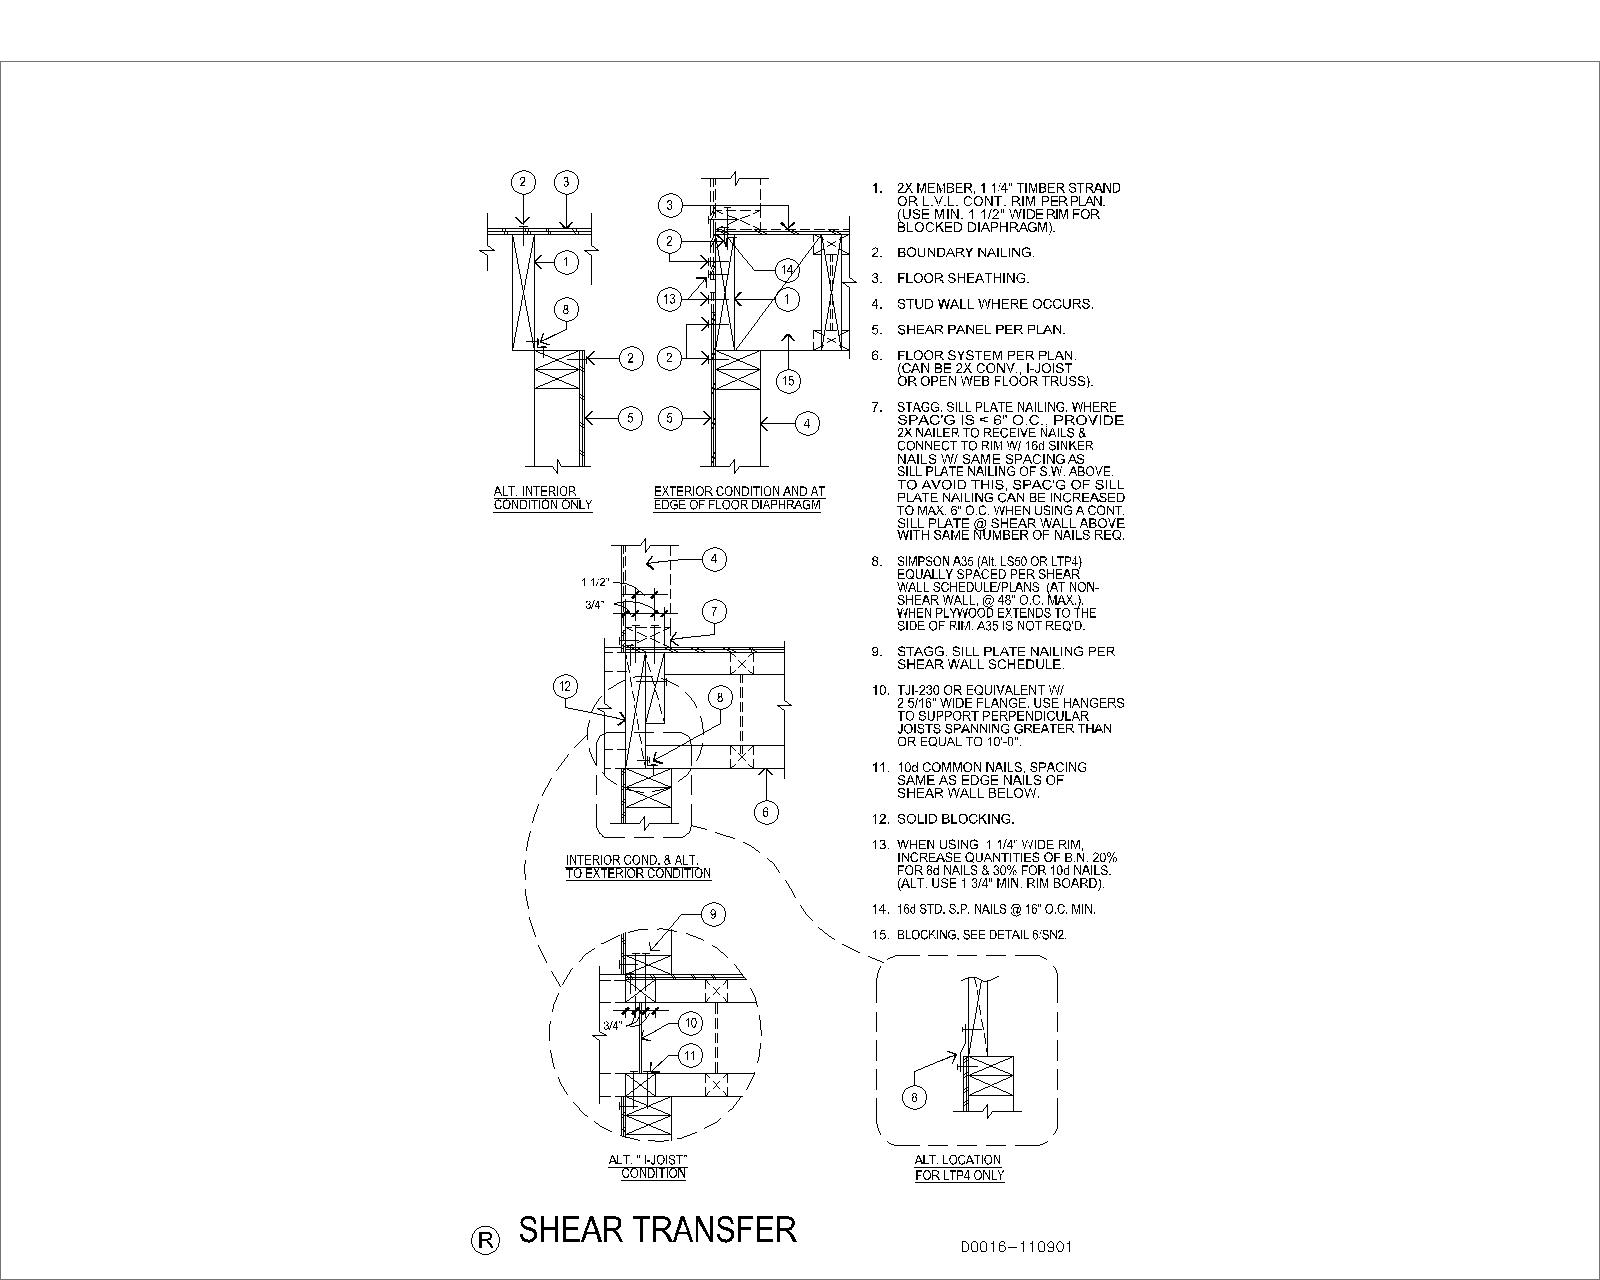 2
3
1
8
2
5
ALT. INTERIOR
CONDITION ONLY
3
2
14
13
1
2
15
5
4
EXTERIOR CONDITION AND AT
EDGE OF FLOOR DIAPHRAGM
4
1 1/2"
3/4"
7
12
8
6
INTERIOR COND. & ALT.
TO EXTERIOR CONDITION
9
3/4"
10
11
ALT. " I-JOIST"
CONDITION
1. 2X MEMBER, 1 1/4" TIMBER STRAND
OR L.V.L. CONT. RIM PER PLAN.
(USE MIN. 1 1/2" WIDE RIM FOR
BLOCKED DIAPHRAGM).
2. BOUNDARY NAILING.
3. FLOOR SHEATHING.
4. STUD WALL WHERE OCCURS.
5. SHEAR PANEL PER PLAN.
6. FLOOR SYSTEM PER PLAN.
(CAN BE 2X CONV., I-JOIST
OR OPEN WEB FLOOR TRUSS).
7. STAGG. SILL PLATE NAILING. WHERE
SPAC'G IS < 6" O.C., PROVIDE
2X NAILER TO RECEIVE NAILS &
CONNECT TO RIM W/ 16d SINKER
NAILS W/ SAME SPACING AS
SILL PLATE NAILING OF S.W. ABOVE.
TO AVOID THIS, SPAC'G OF SILL
PLATE NAILING CAN BE INCREASED
TO MAX. 6" O.C. WHEN USING A CONT.
SILL PLATE @ SHEAR WALL ABOVE
WITH SAME NUMBER OF NAILS REQ.
8. SIMPSON A35 (Alt. LS50 OR LTP4)
EQUALLY SPACED PER SHEAR
WALL SCHEDULE/PLANS (AT NON-
SHEAR WALL, @ 48" O.C. MAX.).
WHEN PLYWOOD EXTENDS TO THE
SIDE OF RIM. A35 IS NOT REQ'D.
9. STAGG. SILL PLATE NAILING PER
SHEAR WALL SCHEDULE.
10. TJI-230 OR EQUIVALENT W/
2 5/16" WIDE FLANGE. USE HANGERS
TO SUPPORT PERPENDICULAR
JOISTS SPANNING GREATER THAN
OR EQUAL TO 10'-0".
11. 10d COMMON NAILS, SPACING
SAME AS EDGE NAILS OF
SHEAR WALL BELOW.
12. SOLID BLOCKING.
13. WHEN USING 1 1/4" WIDE RIM,
INCREASE QUANTITIES OF B.N. 20%
FOR 8d NAILS & 30% FOR 10d NAILS.
(ALT. USE 1 3/4" MIN. RIM BOARD).
14. 16d STD. S.P. NAILS @ 16" O.C. MIN.
15. BLOCKING, SEE DETAIL 6/SN2.
8
ALT. LOCATION
FOR LTP4 ONLY
R SHEAR TRANSFER
D0016-110901